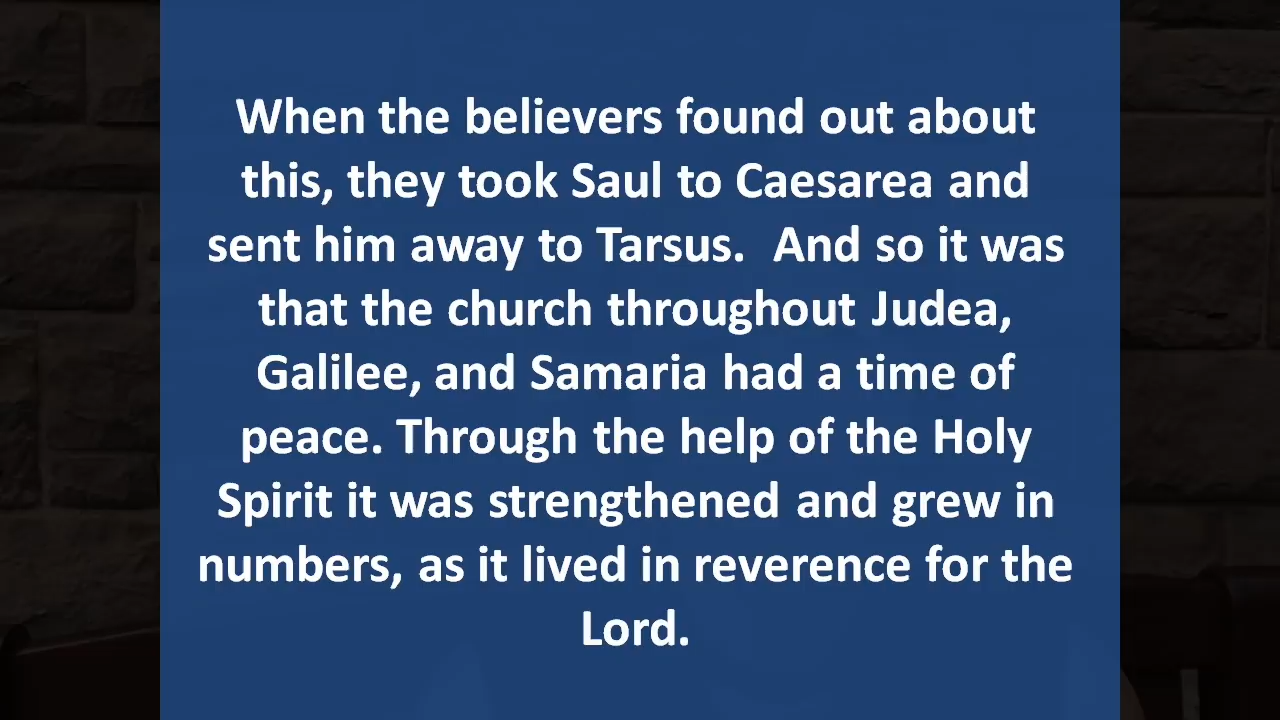 When the believers found out about
this, they took Saul to Caesarea and
sent him away to Tarsus.  And so it was
that the church throughout Judea,
Galilee, and Samaria had a time of
peace. Through the help of the Holy
Spirit it was strengthened and grew in
numbers, as it lived in reverence for the
Lord.